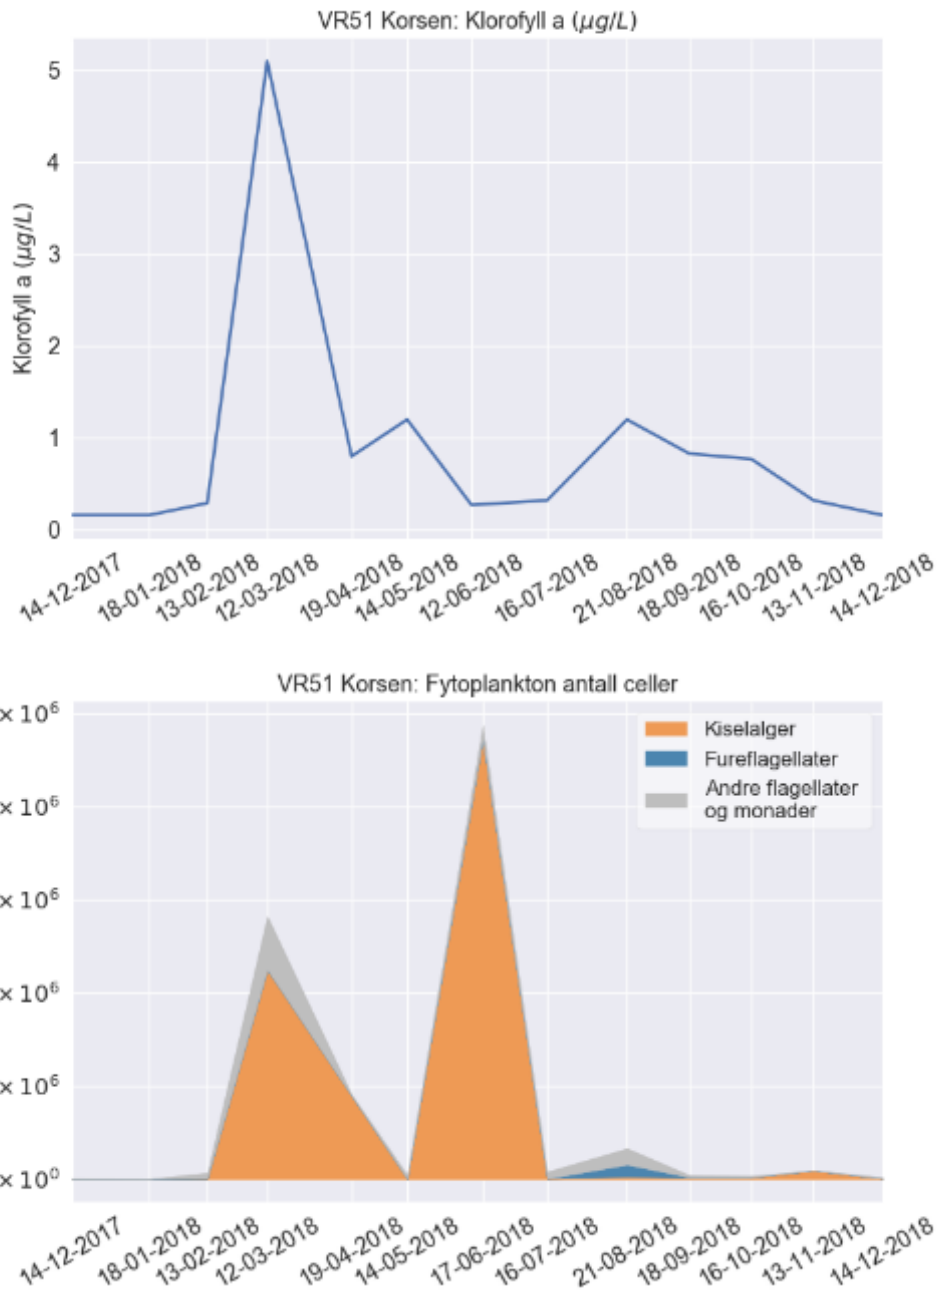 VR51 Korsen: Klorofyll a (µg/L)
Klorofyll a (µg/L)
5
4
3
2
1
0
14-12-2017 18-01-2018 13-02-2018 12-03-2018 19-04-2018 14-05-2018 12-06-2018 16-07-2018 21-08-2018 18-09-2018 16-10-2018 13-11-2018 14-12-2018
VR51 Korsen: Fytoplankton antall celler
× 10⁶
× 10⁶
× 10⁶
× 10⁶
× 10⁶
× 10⁰
Kiselalger
Fureflagellater
Andre flagellater
og monader
14-12-2017 18-01-2018 13-02-2018 12-03-2018 19-04-2018 14-05-2018 17-06-2018 16-07-2018 21-08-2018 18-09-2018 16-10-2018 13-11-2018 14-12-2018